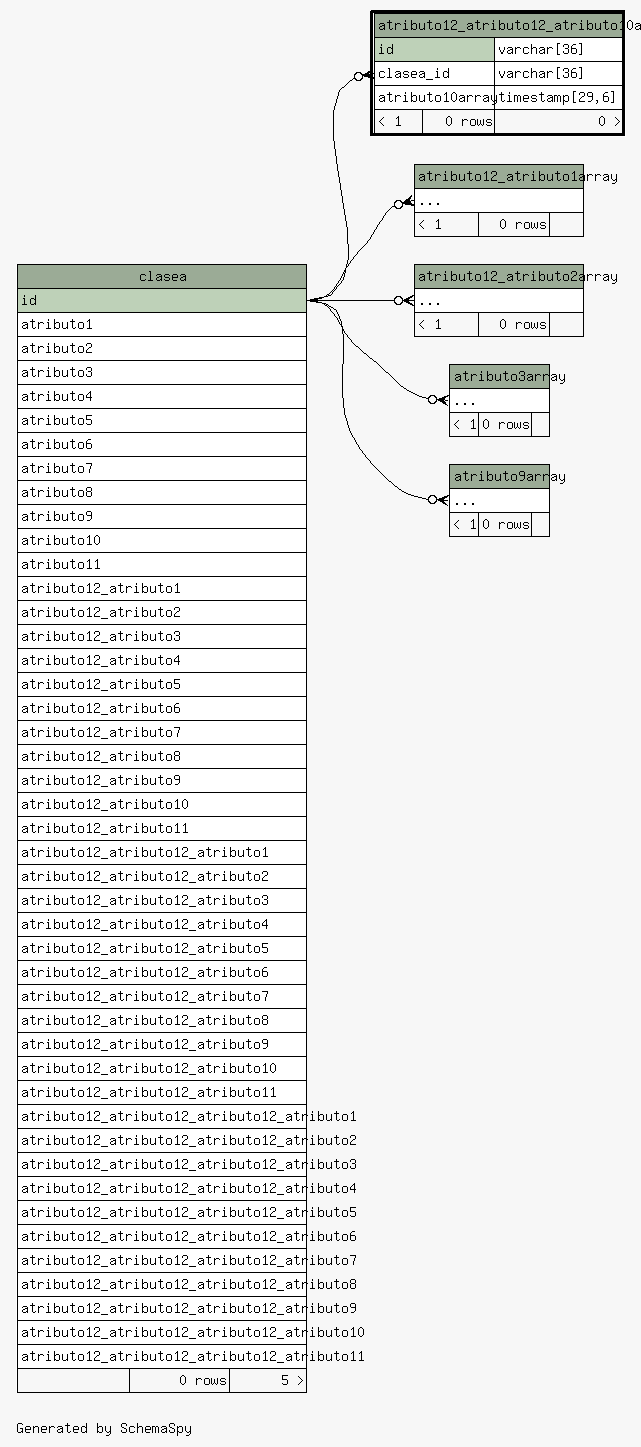 atributo12_atributo12_atributo10a
id varchar[36]
clasea_id varchar[36]
atributo10array timestamp[29,6]
< 1 0 rows 0 >
atributo12_atributo1array
...
< 1 0 rows
atributo12_atributo2array
...
< 1 0 rows
atributo3array
...
< 1 0 rows
atributo9array
...
< 1 0 rows
clasea
id
atributo1
atributo2
atributo3
atributo4
atributo5
atributo6
atributo7
atributo8
atributo9
atributo10
atributo11
atributo12_atributo1
atributo12_atributo2
atributo12_atributo3
atributo12_atributo4
atributo12_atributo5
atributo12_atributo6
atributo12_atributo7
atributo12_atributo8
atributo12_atributo9
atributo12_atributo10
atributo12_atributo11
atributo12_atributo12_atributo1
atributo12_atributo12_atributo2
atributo12_atributo12_atributo3
atributo12_atributo12_atributo4
atributo12_atributo12_atributo5
atributo12_atributo12_atributo6
atributo12_atributo12_atributo7
atributo12_atributo12_atributo8
atributo12_atributo12_atributo9
atributo12_atributo12_atributo10
atributo12_atributo12_atributo11
atributo12_atributo12_atributo12_atributo1
atributo12_atributo12_atributo12_atributo2
atributo12_atributo12_atributo12_atributo3
atributo12_atributo12_atributo12_atributo4
atributo12_atributo12_atributo12_atributo5
atributo12_atributo12_atributo12_atributo6
atributo12_atributo12_atributo12_atributo7
atributo12_atributo12_atributo12_atributo8
atributo12_atributo12_atributo12_atributo9
atributo12_atributo12_atributo12_atributo10
atributo12_atributo12_atributo12_atributo11
0 rows 5 >
Generated by SchemaSpy